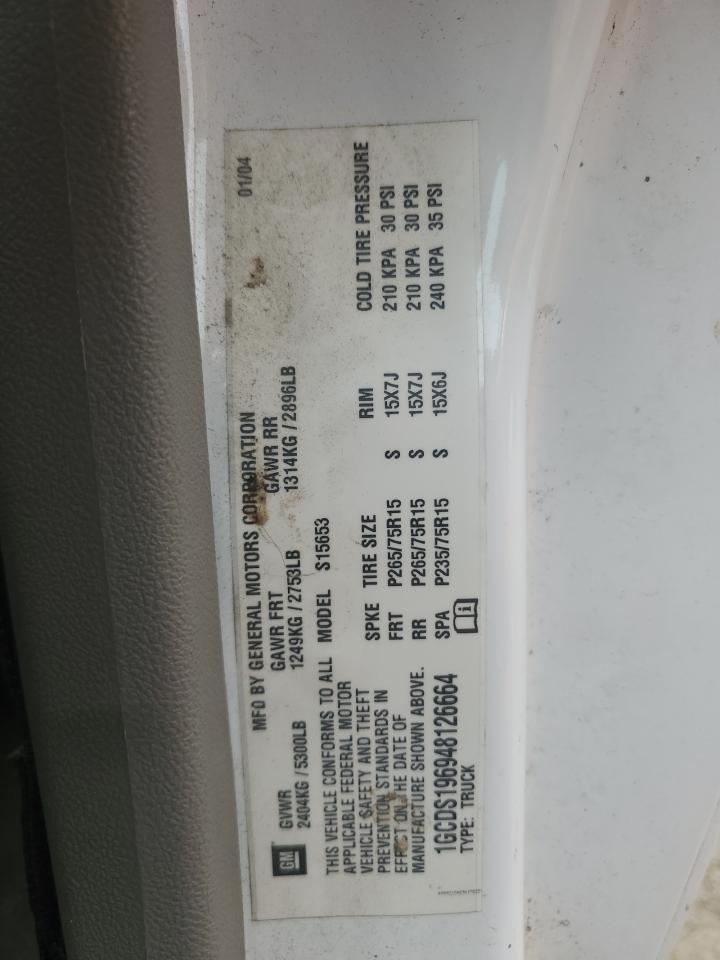 MFD BY GENERAL MOTORS CORPORATION 01/04
GM
GVWR GAWR FRT GAWR RR
2404KG / 5300LB 1249KG / 2753LB 1314KG / 2896LB
THIS VEHICLE CONFORMS TO ALL
APPLICABLE FEDERAL MOTOR
VEHICLE SAFETY AND THEFT
PREVENTION STANDARDS IN
EFFECT ON THE DATE OF
MANUFACTURE SHOWN ABOVE.
MODEL S15653
SPKE TIRE SIZE RIM COLD TIRE PRESSURE
FRT P265/75R15 S 15X7J 210 KPA 30 PSI
RR P265/75R15 S 15X7J 210 KPA 30 PSI
SPA P235/75R15 S 15X6J 240 KPA 35 PSI
1GCDS196948126664
TYPE: TRUCK